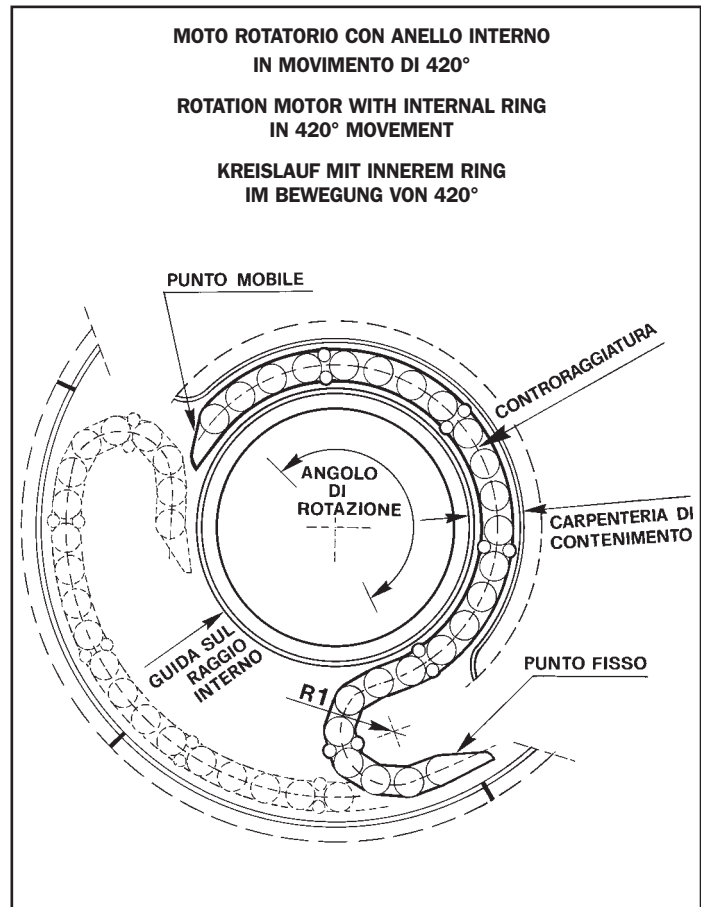 MOTO ROTATORIO CON ANELLO INTERNO
IN MOVIMENTO DI 420°
ROTATION MOTOR WITH INTERNAL RING
IN 420° MOVEMENT
KREISLAUF MIT INNEREM RING
IM BEWEGUNG VON 420°
PUNTO MOBILE
CONTRORAGGIATURA
ANGOLO
DI
ROTAZIONE
CARPENTERIA DI
CONTENIMENTO
GUIDA SUL
RAGGIO
INTERNO
R1
PUNTO FISSO